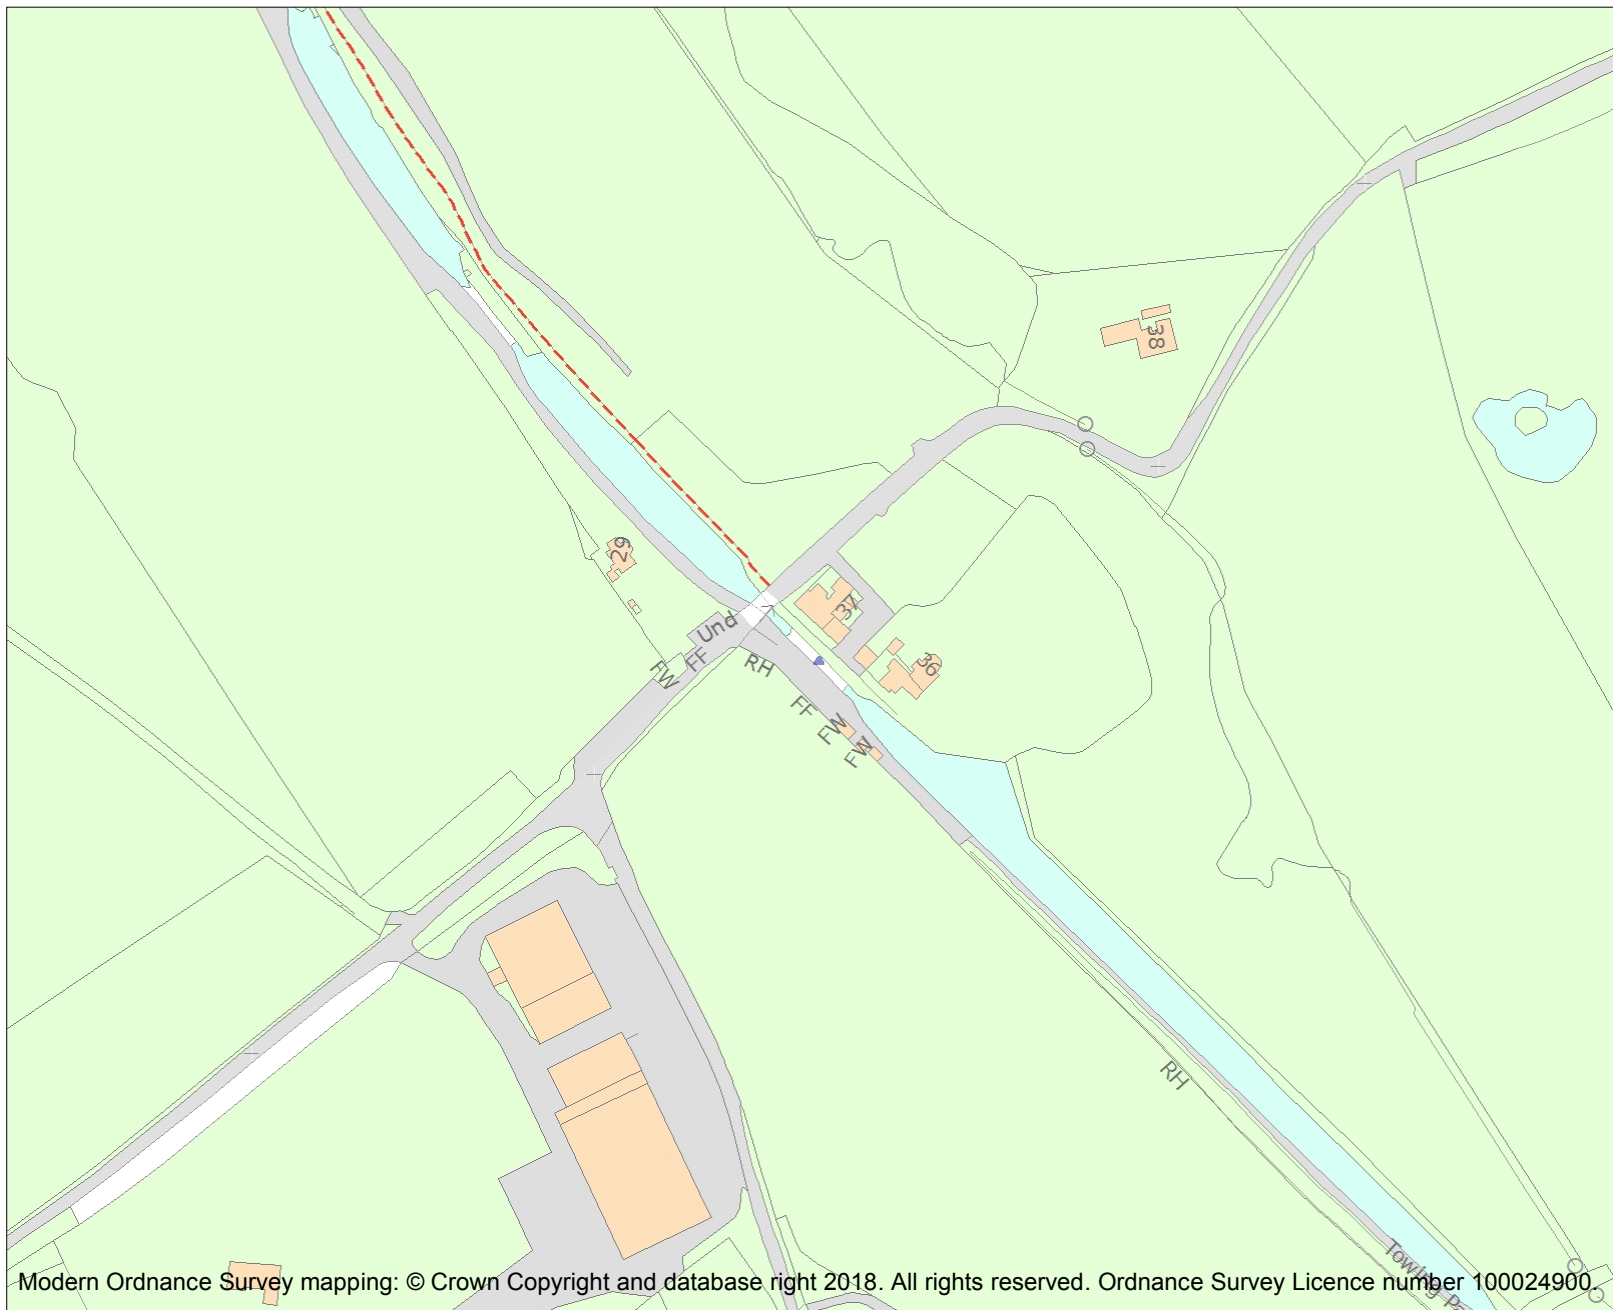 38
29
37
Und
FF
FW
RH
36
FF
FW
FW
RH
Towing
Modern Ordnance Survey mapping: © Crown Copyright and database right 2018. All rights reserved. Ordnance Survey Licence number 100024900.